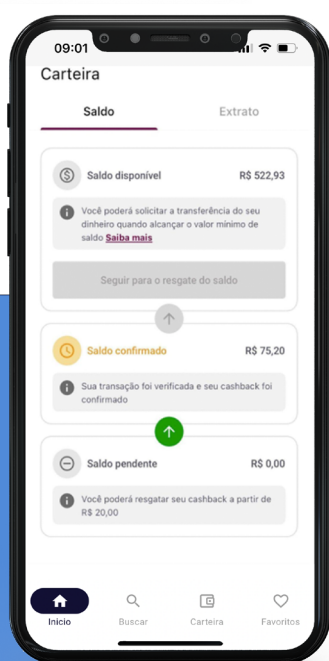 09:01
Carteira
Saldo Extrato
Saldo disponível R$ 522,93
Você poderá solicitar a transferência do seu
dinheiro quando alcançar o valor mínimo de
saldo Saiba mais
Seguir para o resgate do saldo
Saldo confirmado R$ 75,20
Sua transação foi verificada e seu cashback foi
confirmado
Saldo pendente R$ 0,00
Você poderá resgatar seu cashback a partir de
R$ 20,00
Início Buscar Carteira Favoritos